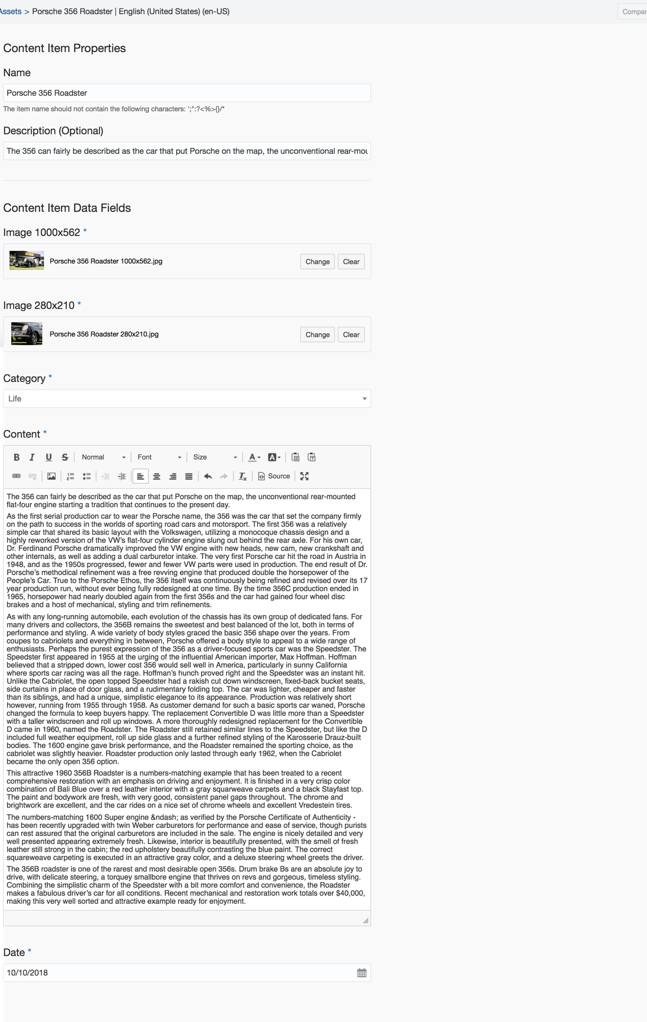 Assets > Porsche 356 Roadster | English (United States) (en-US)
Compar
Content Item Properties
Name
Porsche 356 Roadster
The item name should not contain the following characters: ';":?<%>{}/*
Description (Optional)
The 356 can fairly be described as the car that put Porsche on the map, the unconventional rear-mou
Content Item Data Fields
Image 1000x562 *
Porsche 356 Roadster 1000x562.jpg
Change
Clear
Image 280x210 *
Porsche 356 Roadster 280x210.jpg
Change
Clear
Category *
Life
Content *
B I U S Normal Font Size A A
Source
The 356 can fairly be described as the car that put Porsche on the map, the unconventional rear-mounted
flat-four engine starting a tradition that continues to the present day.
As the first serial production car to wear the Porsche name, the 356 was the car that set the company firmly
on the path to success in the worlds of sporting road cars and motorsport. The first 356 was a relatively
simple car that shared its basic layout with the Volkswagen, utilizing a monocoque chassis design and a
highly reworked version of the VW's flat-four cylinder engine slung out behind the rear axle. For his own car,
Dr. Ferdinand Porsche dramatically improved the VW engine with new heads, new cam, new crankshaft and
other internals, as well as adding a dual carburetor intake. The very first Porsche car hit the road in Austria in
1948, and as the 1950s progressed, fewer and fewer VW parts were used in production. The end result of Dr.
Porsche's methodical refinement was a free revving engine that produced double the horsepower of the
People's Car. True to the Porsche Ethos, the 356 itself was continuously being refined and revised over its 17
year production run, without ever being fully redesigned at one time. By the time 356C production ended in
1965, horsepower had nearly doubled again from the first 356s and the car had gained four wheel disc
brakes and a host of mechanical, styling and trim refinements.
As with any long-running automobile, each evolution of the chassis has its own group of dedicated fans. For
many drivers and collectors, the 356B remains the sweetest and best balanced of the lot, both in terms of
performance and styling. A wide variety of body styles graced the basic 356 shape over the years. From
coupes to cabriolets and everything in between, Porsche offered a body style to appeal to a wide range of
enthusiasts. Perhaps the purest expression of the 356 as a driver-focused sports car was the Speedster. The
Speedster first appeared in 1955 at the urging of the influential American importer, Max Hoffman. Hoffman
believed that a stripped down, lower cost 356 would sell well in America, particularly in sunny California
where sports car racing was all the rage. Hoffman's hunch proved right and the Speedster was an instant hit.
Unlike the Cabriolet, the open topped Speedster had a rakish cut down windscreen, fixed-back bucket seats,
side curtains in place of door glass, and a rudimentary folding top. The car was lighter, cheaper and faster
than its siblings, and had a unique, simplistic elegance to its appearance. Production was relatively short
however, running from 1955 through 1958. As customer demand for such a basic sports car waned, Porsche
changed the formula to keep buyers happy. The replacement Convertible D was little more than a Speedster
with a taller windscreen and roll up windows. A more thoroughly redesigned replacement for the Convertible
D came in 1960, named the Roadster. The Roadster still retained similar lines to the Speedster, but like the D
included full weather equipment, roll up side glass and a further refined styling of the Karosserie Drauz-built
bodies. The 1600 engine gave brisk performance, and the Roadster remained the sporting choice, as the
cabriolet was slightly heavier. Roadster production only lasted through early 1962, when the Cabriolet
became the only open 356 option.
This attractive 1960 356B Roadster is a numbers-matching example that has been treated to a recent
comprehensive restoration with an emphasis on driving and enjoyment. It is finished in a very crisp color
combination of Bali Blue over a red leather interior with a gray squareweave carpets and a black Stayfast top.
The paint and bodywork are fresh, with very good, consistent panel gaps throughout. The chrome and
brightwork are excellent, and the car rides on a nice set of chrome wheels and excellent Vredestein tires.
The numbers-matching 1600 Super engine &ndash; as verified by the Porsche Certificate of Authenticity -
has been recently upgraded with twin Weber carburetors for performance and ease of service, though purists
can rest assured that the original carburetors are included in the sale. The engine is nicely detailed and very
well presented appearing extremely fresh. Likewise, interior is beautifully presented, with the smell of fresh
leather still strong in the cabin; the red upholstery beautifully contrasting the blue paint. The correct
squareweave carpeting is executed in an attractive gray color, and a deluxe steering wheel greets the driver.
The 356B roadster is one of the rarest and most desirable open 356s. Drum brake Bs are an absolute joy to
drive, with delicate steering, a torquey smallbore engine that thrives on revs and gorgeous, timeless styling.
Combining the simplistic charm of the Speedster with a bit more comfort and convenience, the Roadster
makes a fabulous driver's car for all conditions. Recent mechanical and restoration work totals over $40,000,
making this very well sorted and attractive example ready for enjoyment.
Date *
10/10/2018